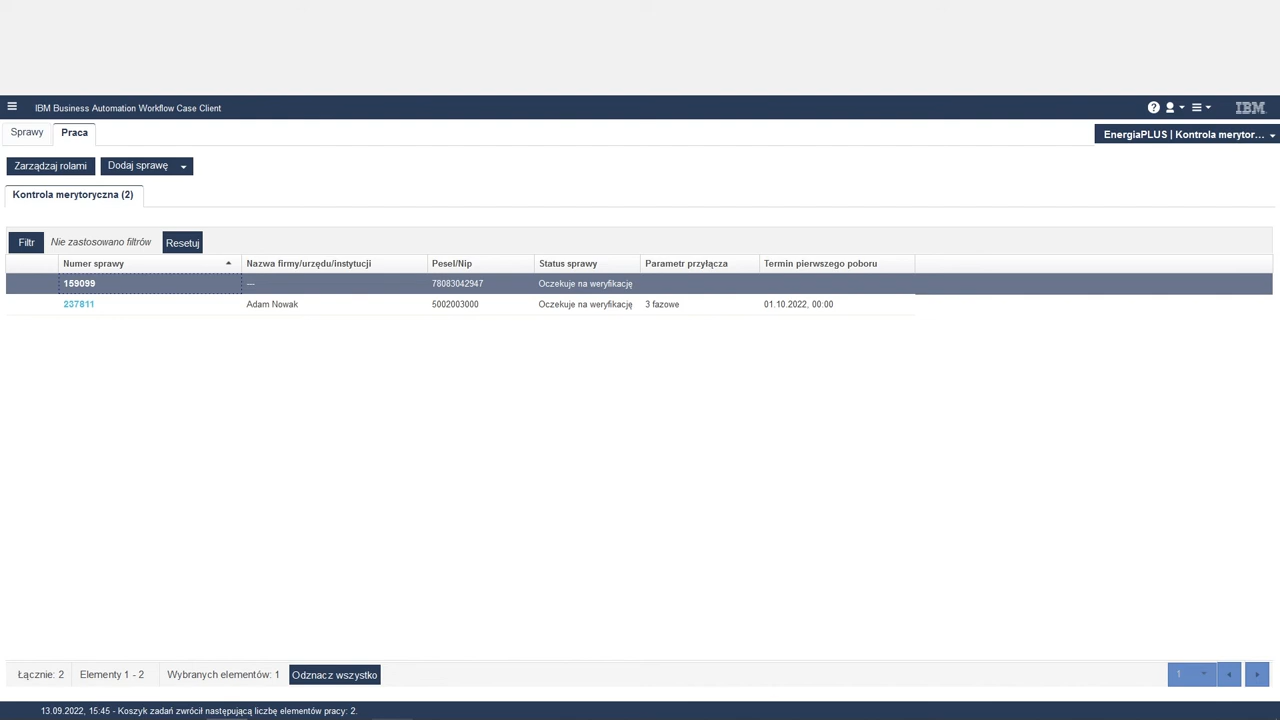 IBM Business Automation Workflow Case Client
IBM
Sprawy Praca
EnergiaPLUS | Kontrola merytor...
Zarządzaj rolami Dodaj sprawę
Kontrola merytoryczna (2)
Filtr Nie zastosowano filtrów Resetuj
Numer sprawy Nazwa firmy/urzędu/instytucji Pesel/Nip Status sprawy Parametr przyłącza Termin pierwszego poboru
159099 --- 78083042947 Oczekuje na weryfikację
237811 Adam Nowak 5002003000 Oczekuje na weryfikację 3 fazowe 01.10.2022, 00:00
Łącznie: 2 Elementy 1 - 2 Wybranych elementów: 1 Odznacz wszystko 1
13.09.2022, 15:45 - Koszyk zadań zwrócił następującą liczbę elementów pracy: 2.